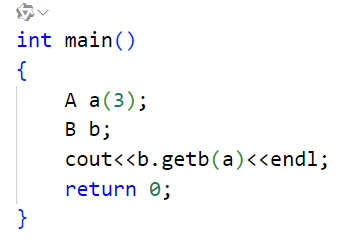 int main()
{
    A a(3);
    B b;
    cout<<b.getb(a)<<endl;
    return 0;
}